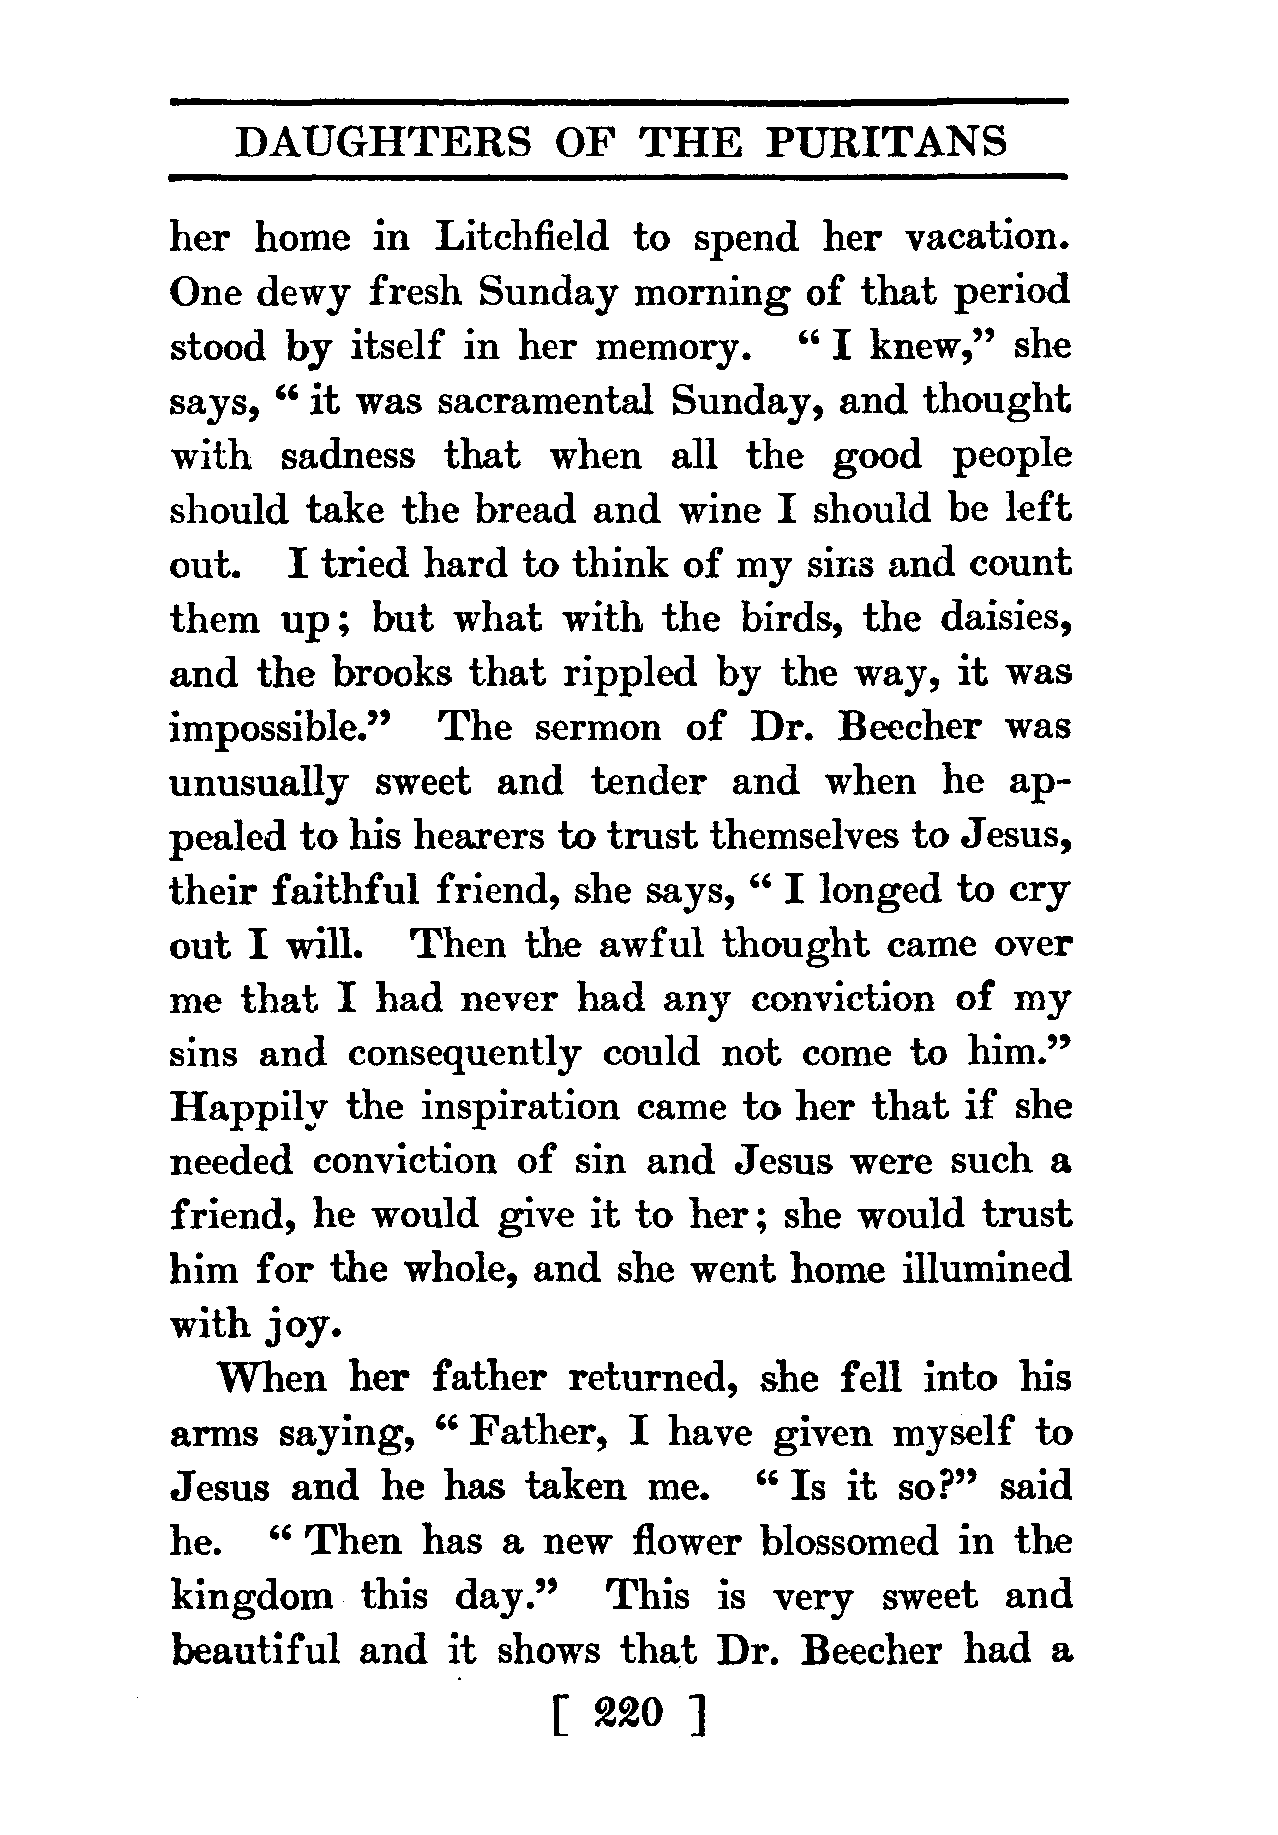 DAUGHTERS OF THE PURITANS
her home in Litchfield to spend her vacation.
One dewy fresh Sunday morning of that period
stood by itself in her memory. “ I knew,” she
says, “ it was sacramental Sunday, and thought
with sadness that when all the good people
should take the bread and wine I should be left
out. I tried hard to think of my sins and count
them up; but what with the birds, the daisies,
and the brooks that rippled by the way, it was
impossible.” The sermon of Dr. Beecher was
unusually sweet and tender and when he ap-
pealed to his hearers to trust themselves to Jesus,
their faithful friend, she says, “ I longed to cry
out I will. Then the awful thought came over
me that I had never had any conviction of my
sins and consequently could not come to him.”
Happily the inspiration came to her that if she
needed conviction of sin and Jesus were such a
friend, he would give it to her; she would trust
him for the whole, and she went home illumined
with joy.
When her father returned, she fell into his
arms saying, “ Father, I have given myself to
Jesus and he has taken me. “ Is it so?” said
he. “ Then has a new flower blossomed in the
kingdom this day.” This is very sweet and
beautiful and it shows that Dr. Beecher had a
[ 220 ]